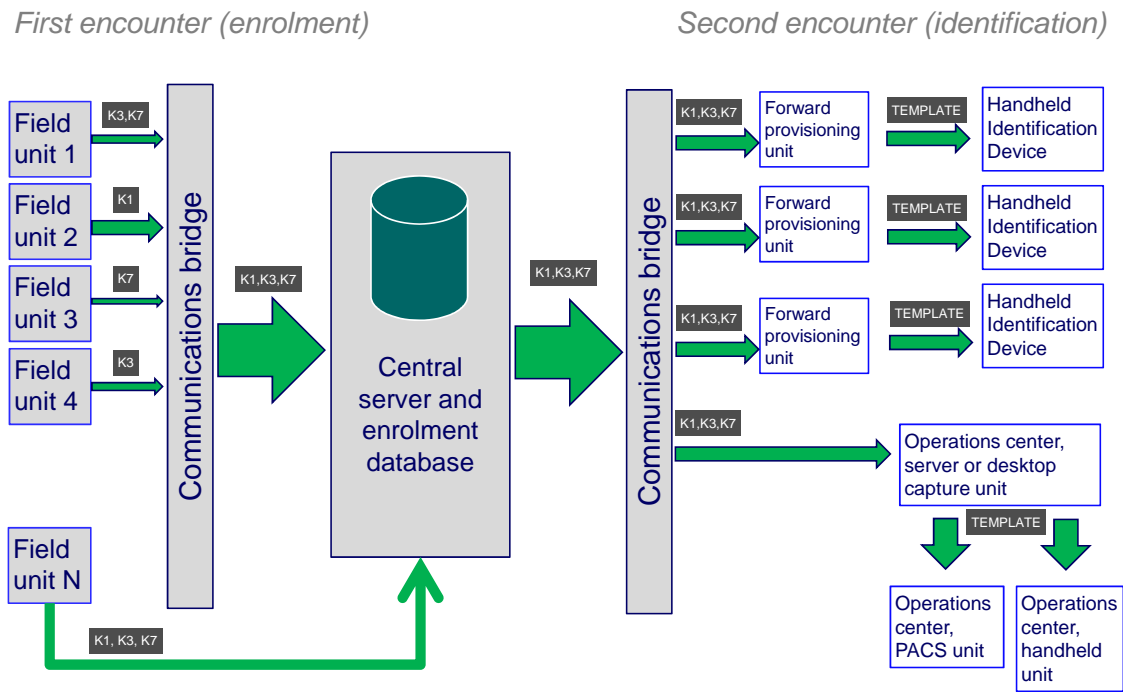 First encounter (enrolment)
Second encounter (identification)
Field
unit 1
K3,K7
Field
unit 2
K1
Field
unit 3
K7
Field
unit 4
K3
Communications bridge
K1,K3,K7
Central
server and
enrolment
database
K1,K3,K7
Field
unit N
K1, K3, K7
Communications bridge
K1,K3,K7
Forward
provisioning
unit
TEMPLATE
Handheld
Identification
Device
K1,K3,K7
Forward
provisioning
unit
TEMPLATE
Handheld
Identification
Device
K1,K3,K7
Forward
provisioning
unit
TEMPLATE
Handheld
Identification
Device
K1,K3,K7
Operations center,
server or desktop
capture unit
TEMPLATE
Operations
center,
PACS unit
Operations
center,
handheld
unit